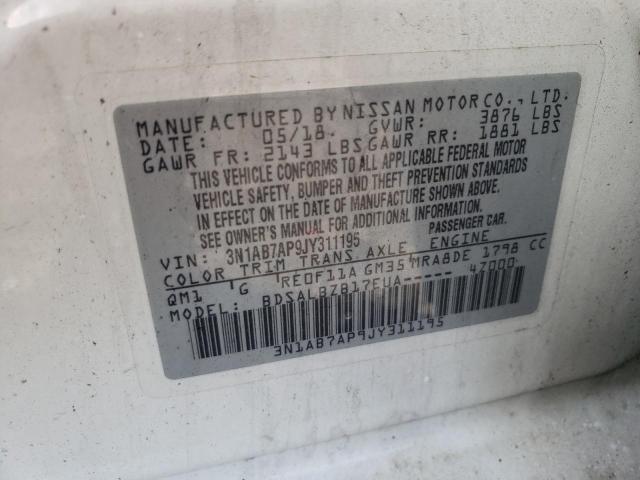 MANUFACTURED BY NISSAN MOTOR CO., LTD.
DATE: 05/18. GVWR: 3876 LBS
GAWR FR: 2143 LBS GAWR RR: 1881 LBS
THIS VEHICLE CONFORMS TO ALL APPLICABLE FEDERAL MOTOR
VEHICLE SAFETY, BUMPER AND THEFT PREVENTION STANDARDS
IN EFFECT ON THE DATE OF MANUFACTURE SHOWN ABOVE.
SEE OWNER'S MANUAL FOR ADDITIONAL INFORMATION.
VIN: 3N1AB7AP9JY311195 PASSENGER CAR.
COLOR TRIM TRANS. AXLE. ENGINE
QM1 G RE0F11A GM35 MRA8DE 1798 CC
MODEL: BDSALBZB17EUA----- 4Z000
3N1AB7AP9JY311195